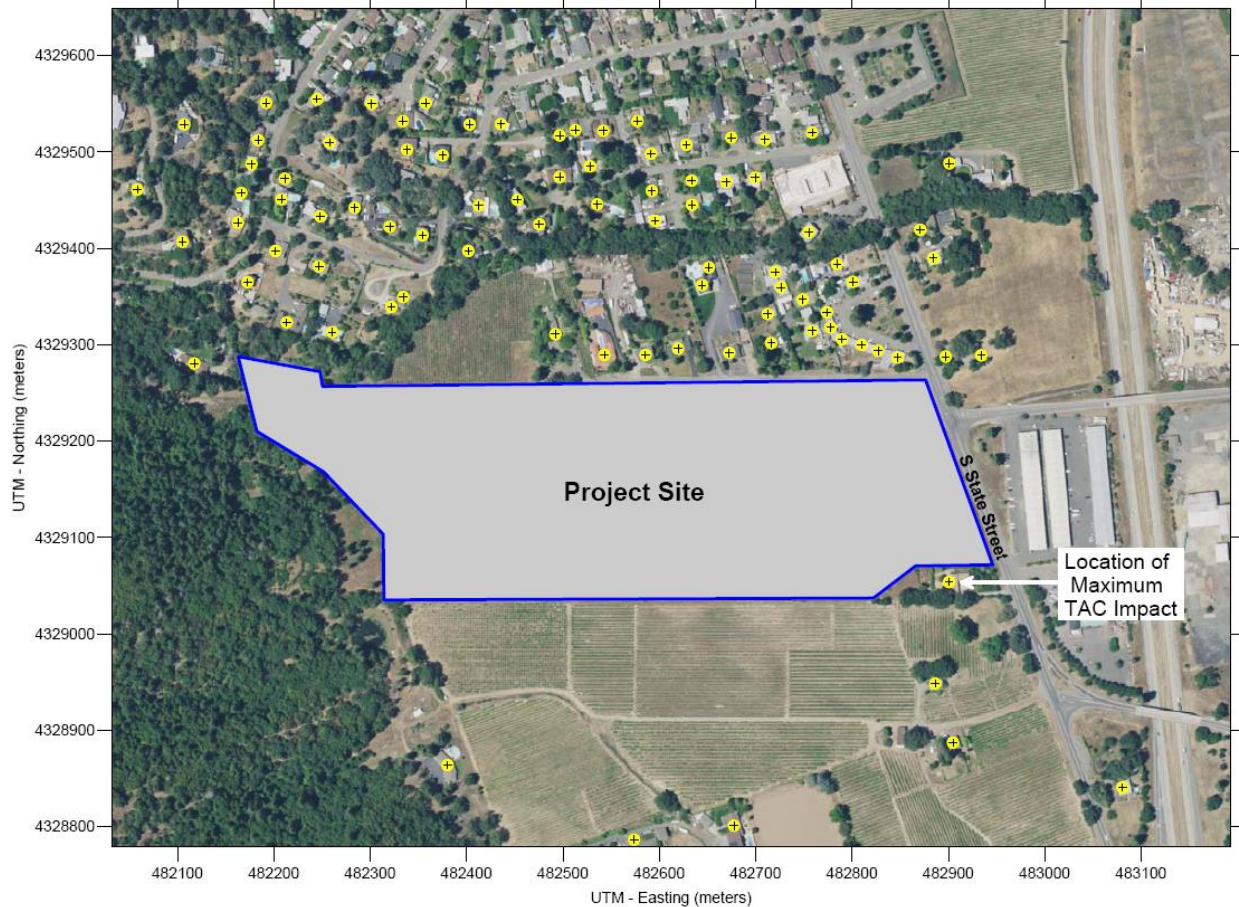 4329600
4329500
4329400
4329300
4329200
4329100
4329000
4328900
4328800
UTM - Northing (meters)
Project Site
S State Street
Location of
Maximum
TAC Impact
482100 482200 482300 482400 482500 482600 482700 482800 482900 483000 483100
UTM - Easting (meters)